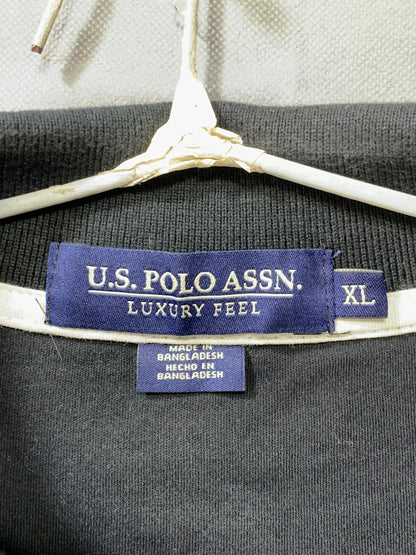 U.S. POLO ASSN.
LUXURY FEEL
XL
MADE IN
BANGLADESH
HECHO EN
BANGLADESH